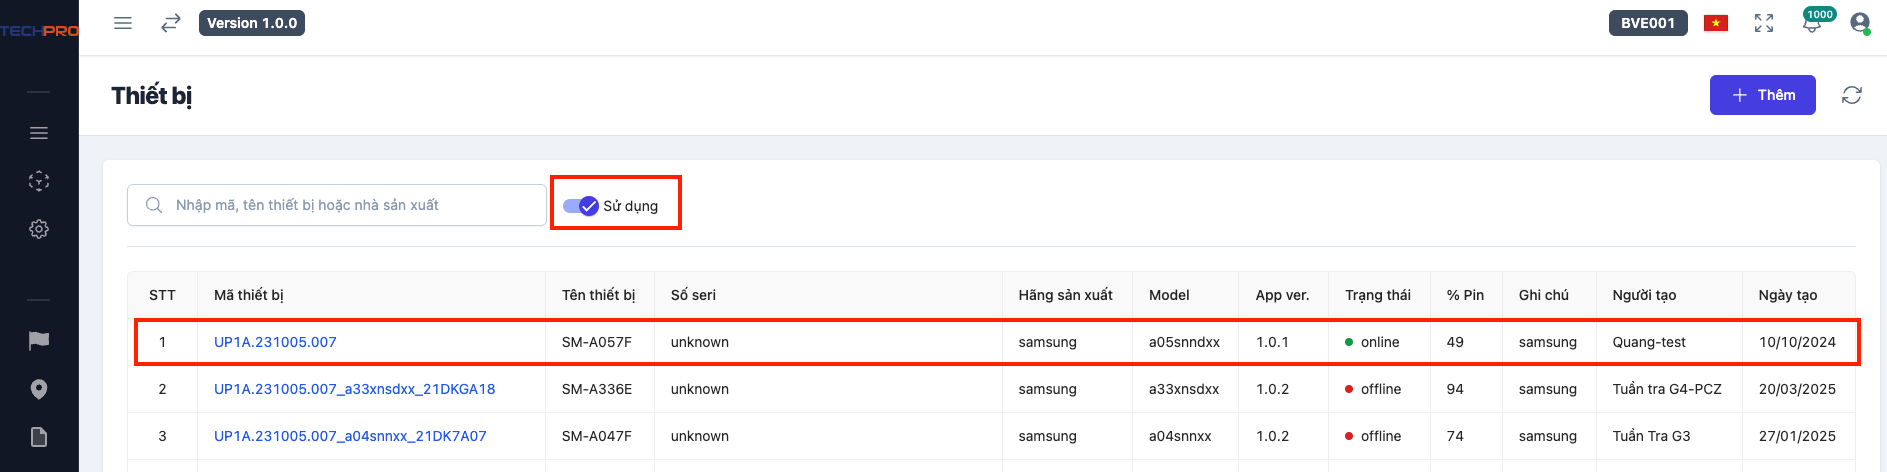 TECHPRO
Version 1.0.0
BVE001
1000
Thiết bị
Thêm
Nhập mã, tên thiết bị hoặc nhà sản xuất
Sử dụng
STT Mã thiết bị Tên thiết bị Số seri Hãng sản xuất Model App ver. Trạng thái % Pin Ghi chú Người tạo Ngày tạo
1 UP1A.231005.007 SM-A057F unknown samsung a05snndxx 1.0.1 online 49 samsung Quang-test 10/10/2024
2 UP1A.231005.007_a33xnsdxx_21DKGA18 SM-A336E unknown samsung a33xnsdxx 1.0.2 offline 94 samsung Tuần tra G4-PCZ 20/03/2025
3 UP1A.231005.007_a04snnxx_21DK7A07 SM-A047F unknown samsung a04snnxx 1.0.2 offline 74 samsung Tuần Tra G3 27/01/2025